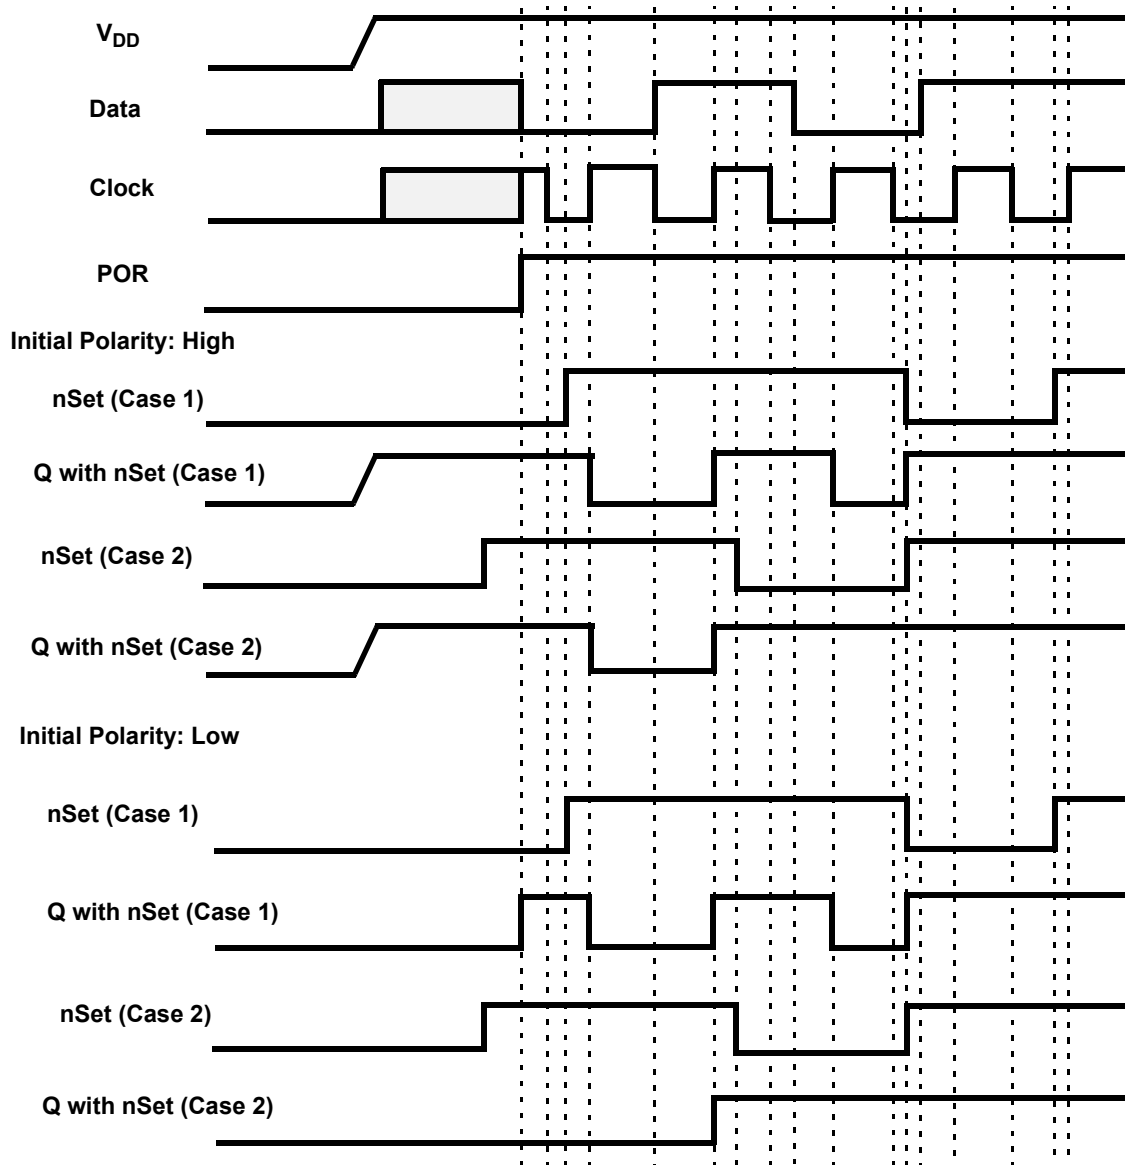 VDD
Data
Clock
POR
Initial Polarity: High
nSet (Case 1)
Q with nSet (Case 1)
nSet (Case 2)
Q with nSet (Case 2)
Initial Polarity: Low
nSet (Case 1)
Q with nSet (Case 1)
nSet (Case 2)
Q with nSet (Case 2)